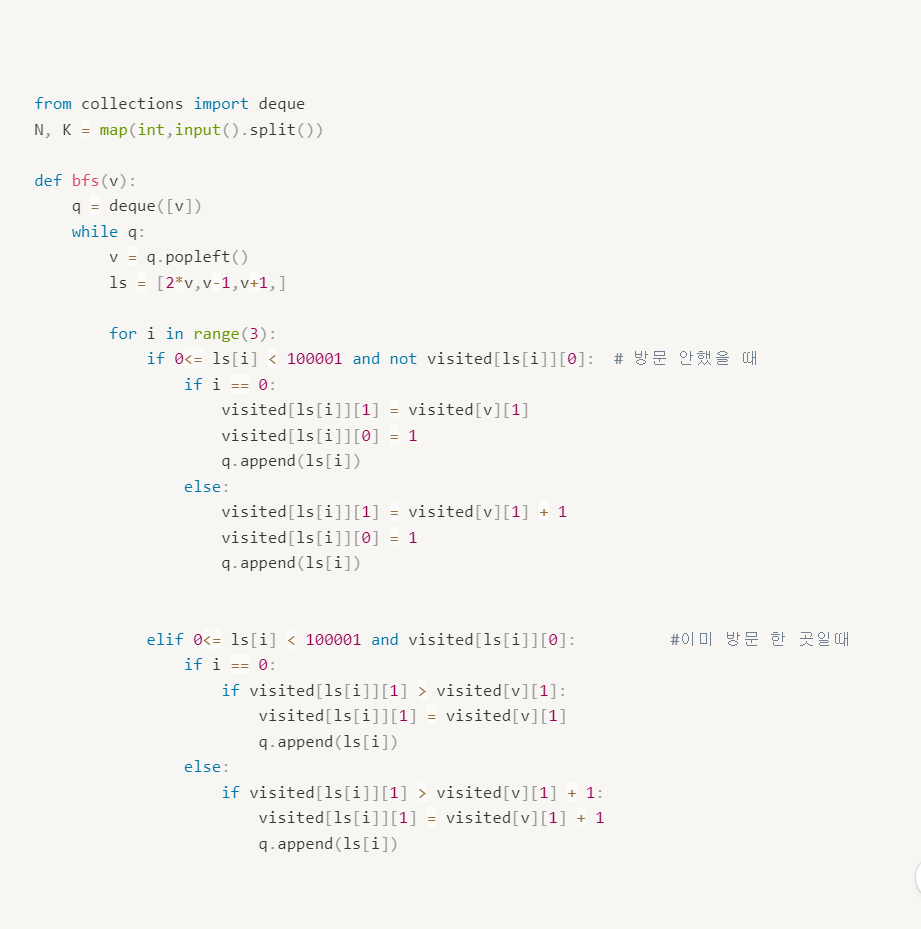 from collections import deque
N, K = map(int,input().split())
def bfs(v):
    q = deque([v])
    while q:
        v = q.popleft()
        ls = [2*v,v-1,v+1,]
        for i in range(3):
            if 0<= ls[i] < 100001 and not visited[ls[i]][0]:  # 방문 안했을 때
                if i == 0:
                    visited[ls[i]][1] = visited[v][1]
                    visited[ls[i]][0] = 1
                    q.append(ls[i])
                else:
                    visited[ls[i]][1] = visited[v][1] + 1
                    visited[ls[i]][0] = 1
                    q.append(ls[i])
            elif 0<= ls[i] < 100001 and visited[ls[i]][0]:          #이미 방문 한 곳일때
                if i == 0:
                    if visited[ls[i]][1] > visited[v][1]:
                        visited[ls[i]][1] = visited[v][1]
                        q.append(ls[i])
                else:
                    if visited[ls[i]][1] > visited[v][1] + 1:
                        visited[ls[i]][1] = visited[v][1] + 1
                        q.append(ls[i])